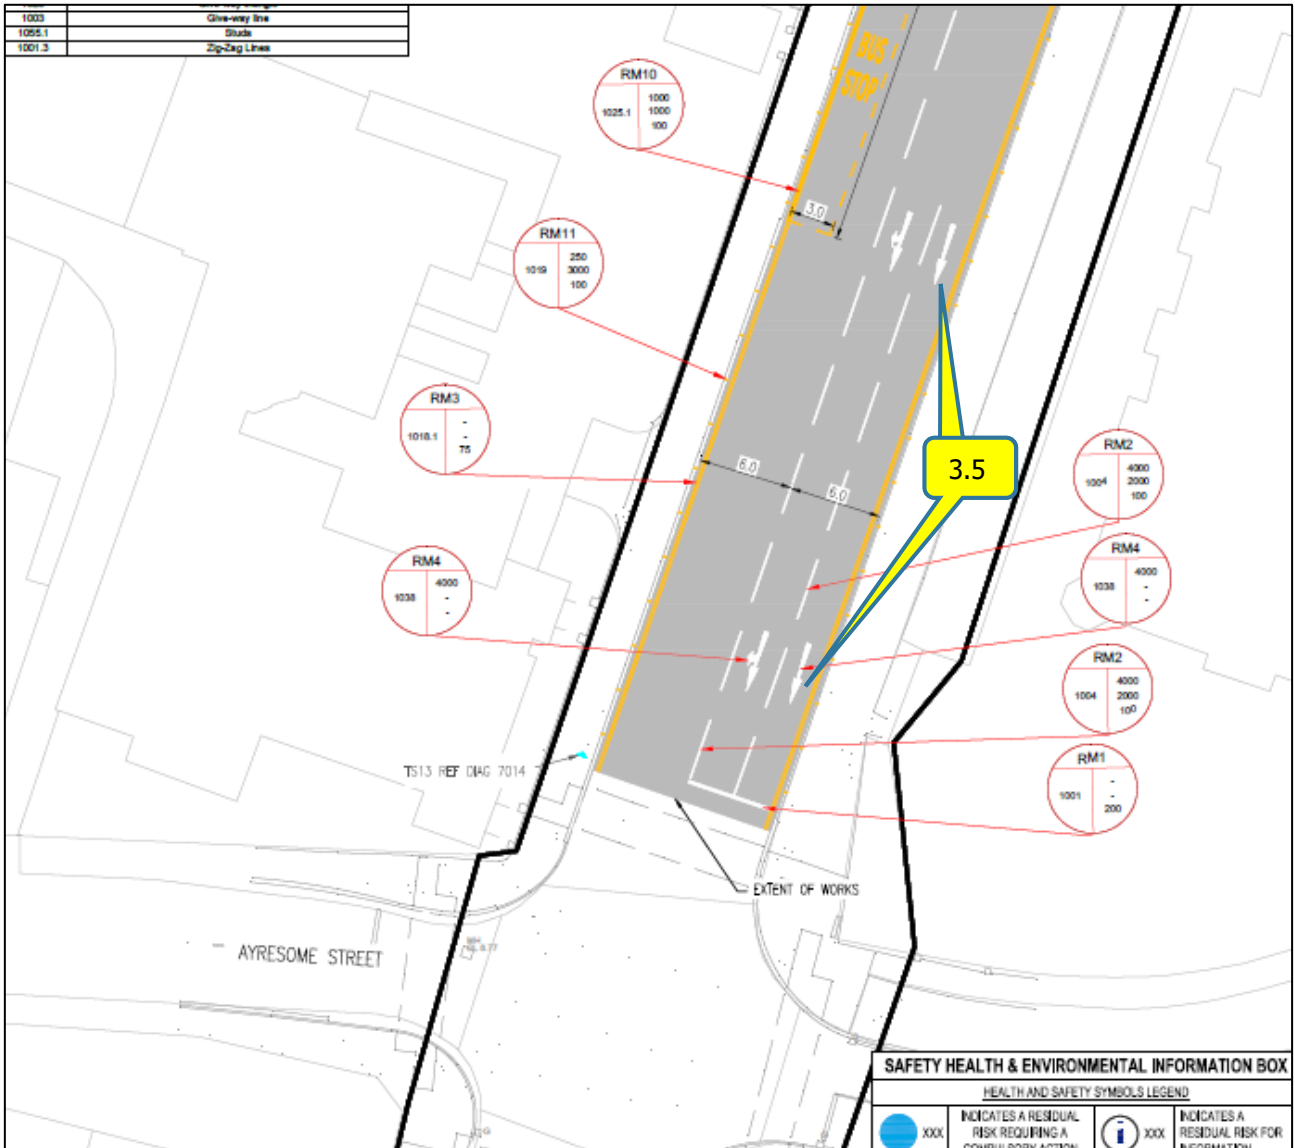 1003 Give-way line
1055.1 Studs
1001.3 Zig-Zag Lines
BUS
STOP
RM10
1025.1
1000
1000
100
3.0
RM11
1019
250
3000
100
RM3
1018.1
-
-
75
6.0
6.0
3.5
RM2
1004
4000
2000
100
RM4
1038
4000
-
-
RM4
1038
4000
-
-
RM2
1004
4000
2000
100
RM1
1001
-
-
200
TS13 REF DIAG 7014
EXTENT OF WORKS
AYRESOME STREET
MH
SAFETY HEALTH & ENVIRONMENTAL INFORMATION BOX
HEALTH AND SAFETY SYMBOLS LEGEND
XXX
INDICATES A RESIDUAL
RISK REQUIRING A
COMPULSORY ACTION
i
XXX
INDICATES A
RESIDUAL RISK FOR
INFORMATION
G